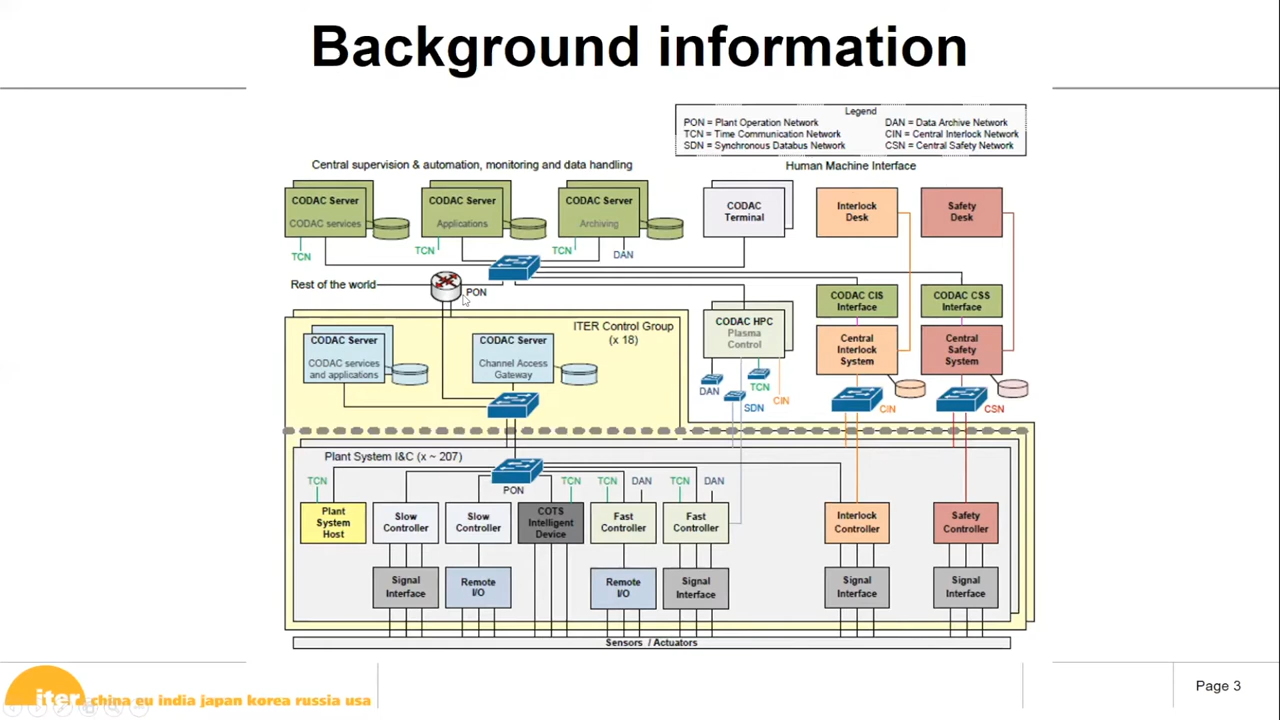 Background information
Legend
PON = Plant Operation Network
DAN = Data Archive Network
TCN = Time Communication Network
CIN = Central Interlock Network
SDN = Synchronous Databus Network
CSN = Central Safety Network
Central supervision & automation, monitoring and data handling
Human Machine Interface
CODAC Server
CODAC services
CODAC Server
Applications
CODAC Server
Archiving
CODAC
Terminal
Interlock
Desk
Safety
Desk
TCN
TCN
TCN
DAN
Rest of the world
PON
CODAC CIS
Interface
CODAC CSS
Interface
ITER Control Group
(x 18)
CODAC HPC
Plasma
Control
CODAC Server
CODAC services
and applications
CODAC Server
Channel Access
Gateway
Central
Interlock
System
Central
Safety
System
DAN
TCN
SDN
CIN
CIN
CSN
Plant System I&C (x ~ 207)
PON
TCN
TCN
TCN
DAN
TCN
DAN
Plant
System
Host
Slow
Controller
Slow
Controller
COTS
Intelligent
Device
Fast
Controller
Fast
Controller
Interlock
Controller
Safety
Controller
Signal
Interface
Remote
I/O
Remote
I/O
Signal
Interface
Signal
Interface
Signal
Interface
Sensors / Actuators
iter china eu india japan korea russia usa
Page 3